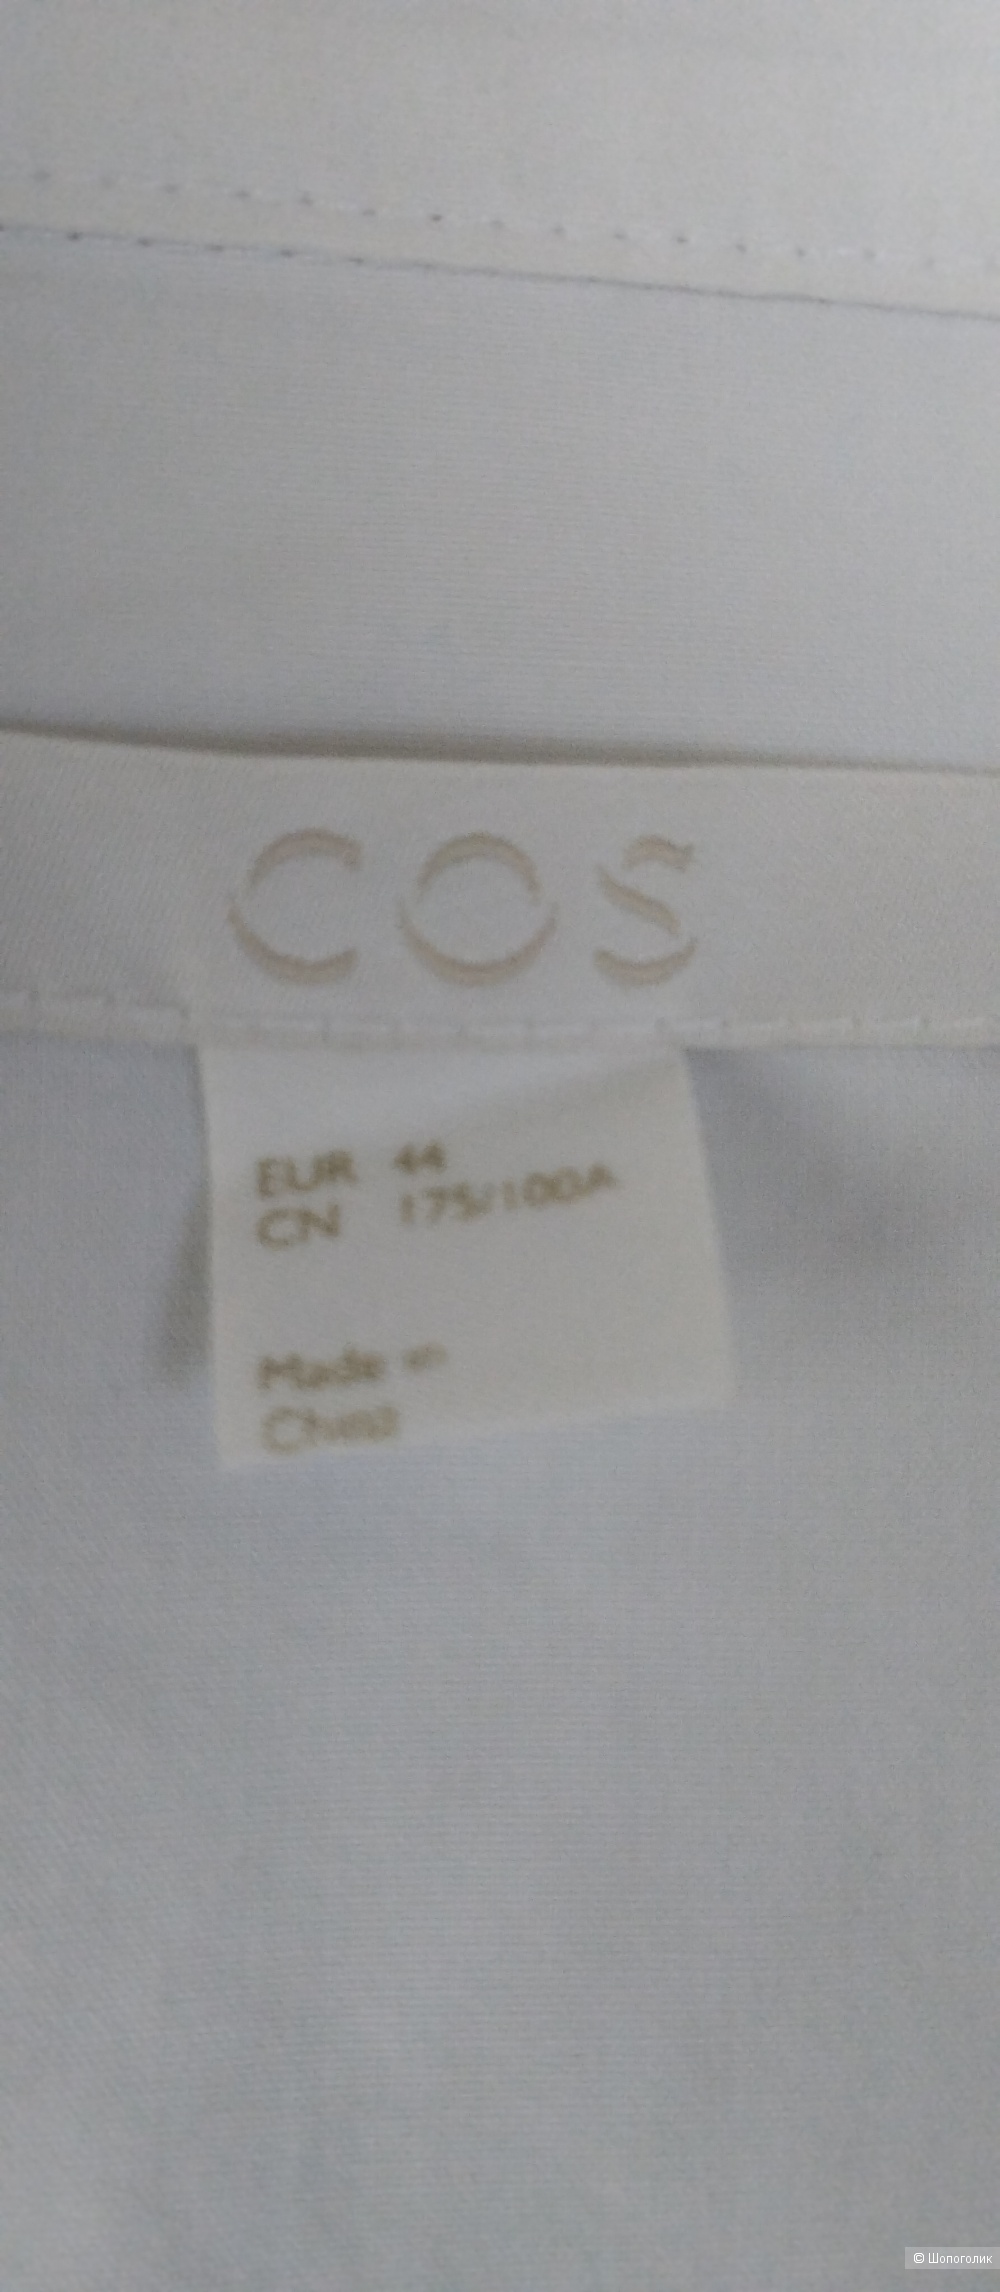 COS
EUR 44
CN 175/100A
Made in
China
© Шопоголик